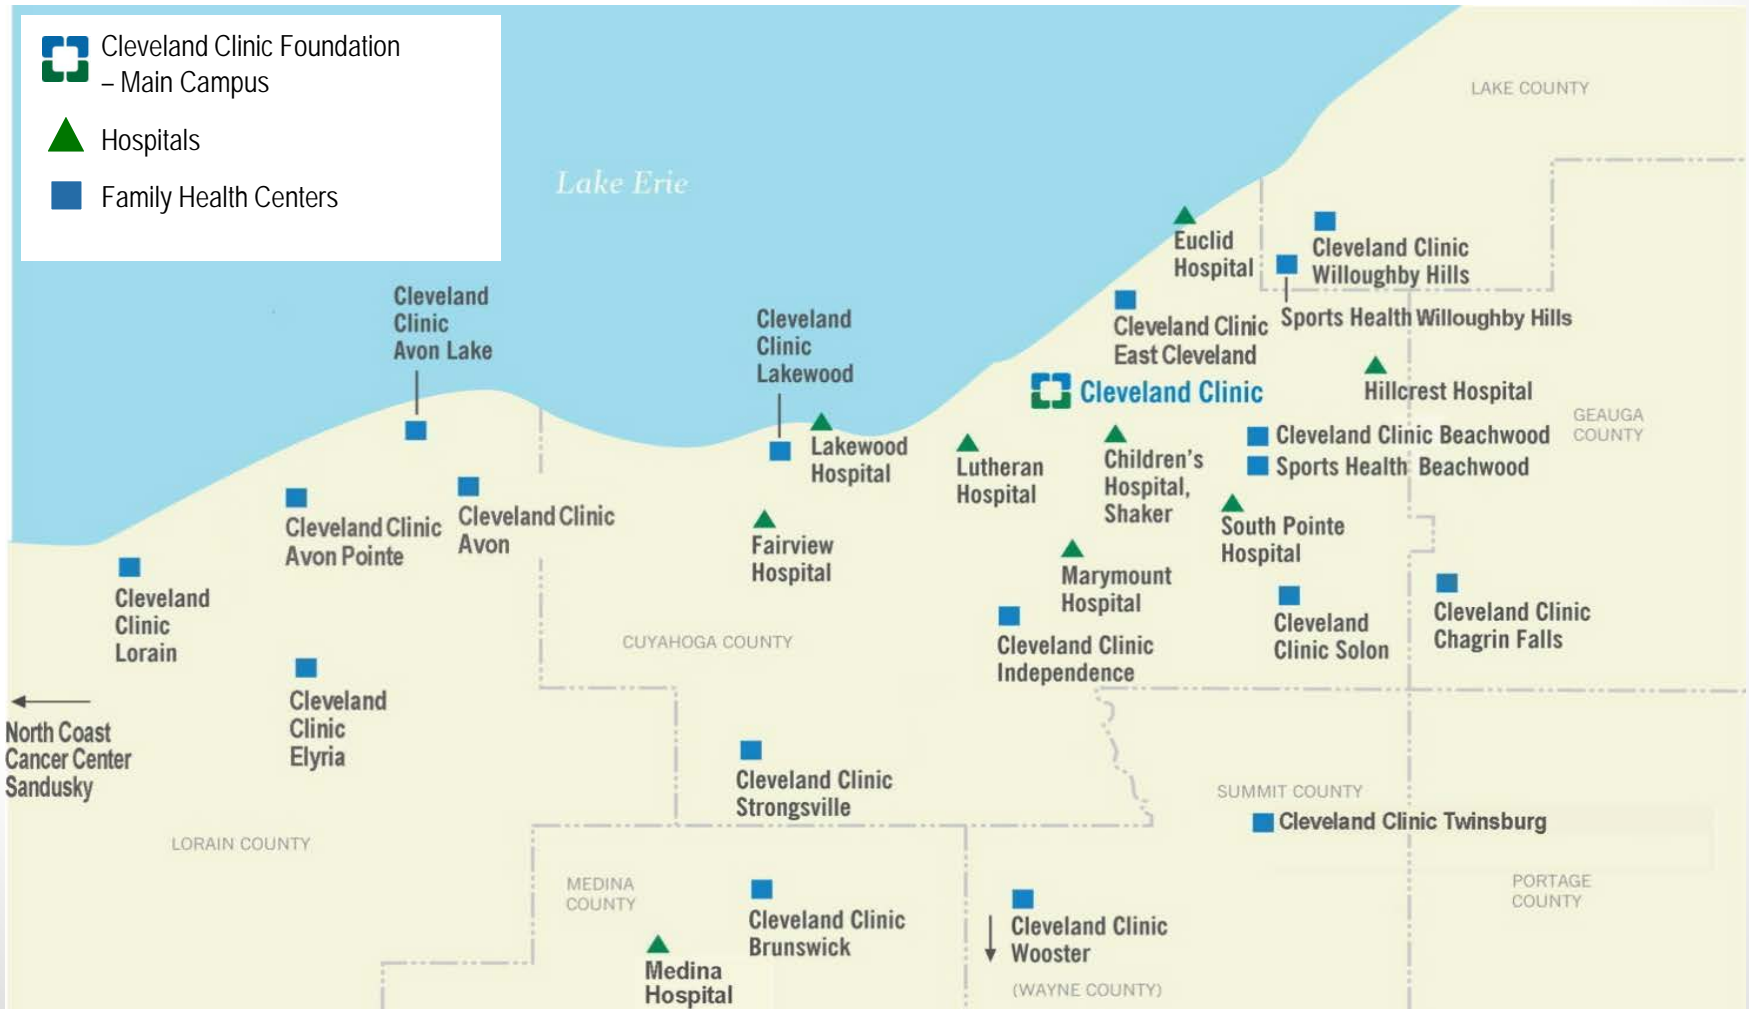 Cleveland Clinic Foundation
– Main Campus
Hospitals
Family Health Centers
Lake Erie
LAKE COUNTY
Euclid
Hospital
Cleveland Clinic
Willoughby Hills
Sports Health Willoughby Hills
Cleveland
Clinic
Avon Lake
Cleveland
Clinic
Lakewood
Cleveland Clinic
East Cleveland
Cleveland Clinic
Hillcrest Hospital
GEAUGA
COUNTY
Cleveland Clinic Beachwood
Sports Health Beachwood
Lakewood
Hospital
Lutheran
Hospital
Children's
Hospital,
Shaker
South Pointe
Hospital
Cleveland Clinic
Avon Pointe
Cleveland Clinic
Avon
Fairview
Hospital
Marymount
Hospital
Cleveland
Clinic
Lorain
CUYAHOGA COUNTY
Cleveland Clinic
Independence
Cleveland
Clinic Solon
Cleveland Clinic
Chagrin Falls
North Coast
Cancer Center
Sandusky
Cleveland
Clinic
Elyria
Cleveland Clinic
Strongsville
SUMMIT COUNTY
Cleveland Clinic Twinsburg
LORAIN COUNTY
MEDINA
COUNTY
Cleveland Clinic
Brunswick
Cleveland Clinic
Wooster
(WAYNE COUNTY)
PORTAGE
COUNTY
Medina
Hospital